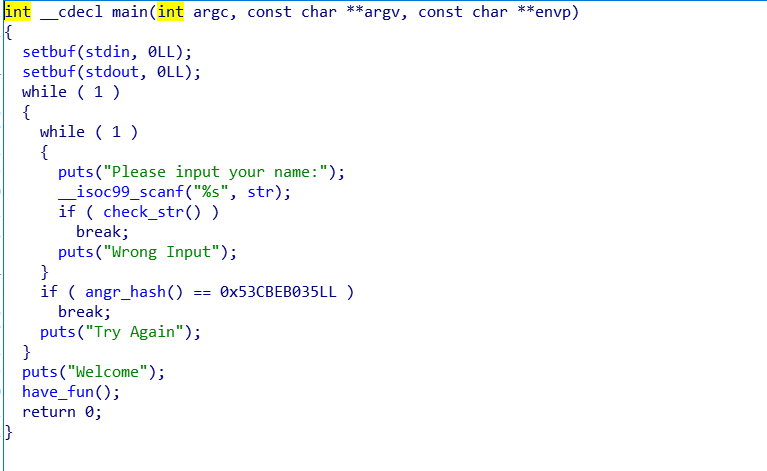 int __cdecl main(int argc, const char **argv, const char **envp)
{
  setbuf(stdin, 0LL);
  setbuf(stdout, 0LL);
  while ( 1 )
  {
    while ( 1 )
    {
      puts("Please input your name:");
      __isoc99_scanf("%s", str);
      if ( check_str() )
        break;
      puts("Wrong Input");
    }
    if ( angr_hash() == 0x53CBEB035LL )
      break;
    puts("Try Again");
  }
  puts("Welcome");
  have_fun();
  return 0;
}